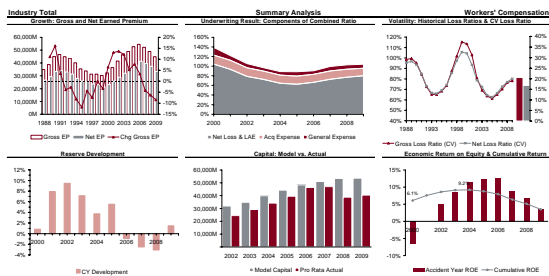 Industry Total
Summary Analysis
Workers' Compensation
Growth: Gross and Net Earned Premium
60,000M
50,000M
40,000M
30,000M
20,000M
10,000M
0M
20%
15%
10%
5%
0%
-5%
-10%
-15%
1988 1991 1994 1997 2000 2003 2006 2009
Gross EP Net EP Chg Gross EP
Underwriting Result: Components of Combined Ratio
160%
140%
120%
100%
80%
60%
40%
20%
0%
2000 2002 2004 2006 2008
Net Loss & LAE Acq Expense General Expense
Volatility: Historical Loss Ratios & CV Loss Ratio
120%
110%
100%
90%
80%
70%
60%
50%
40%
40%
35%
30%
25%
20%
15%
10%
5%
0%
1988 1993 1998 2003 2008
Gross Loss Ratio (CV) Net Loss Ratio (CV)
Reserve Development
12%
10%
8%
6%
4%
2%
0%
-2%
-4%
2000 2002 2004 2006 2008
CY Development
Capital: Model vs. Actual
60,000M
50,000M
40,000M
30,000M
20,000M
10,000M
2002 2003 2004 2005 2006 2007 2008 2009
Model Capital Pro Rata Actual
Economic Return on Equity & Cumulative Return
15%
10%
5%
0%
-5%
-10%
6.1%
9.2%
2000 2002 2004 2006 2008
Accident Year ROE Cumulative ROE